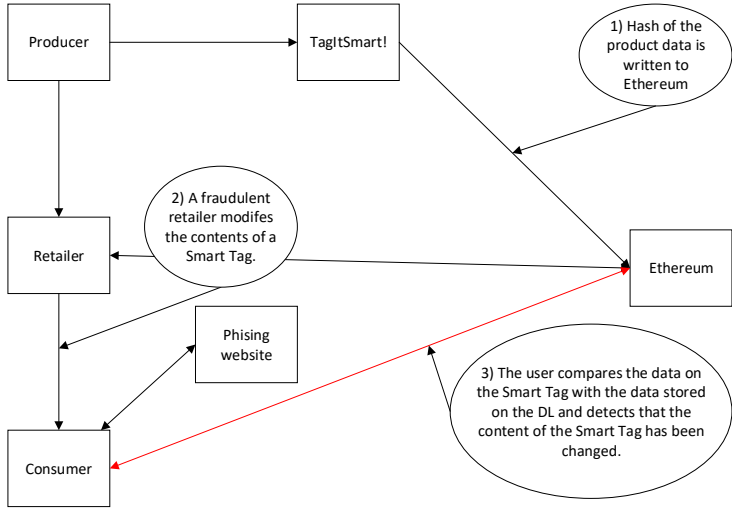 Producer
TagItSmart!
1) Hash of the
product data is
written to
Ethereum
2) A fraudulent
retailer modifes
the contents of a
Smart Tag.
Retailer
Ethereum
Phising
website
3) The user compares the data on
the Smart Tag with the data stored
on the DL and detects that the
content of the Smart Tag has been
changed.
Consumer